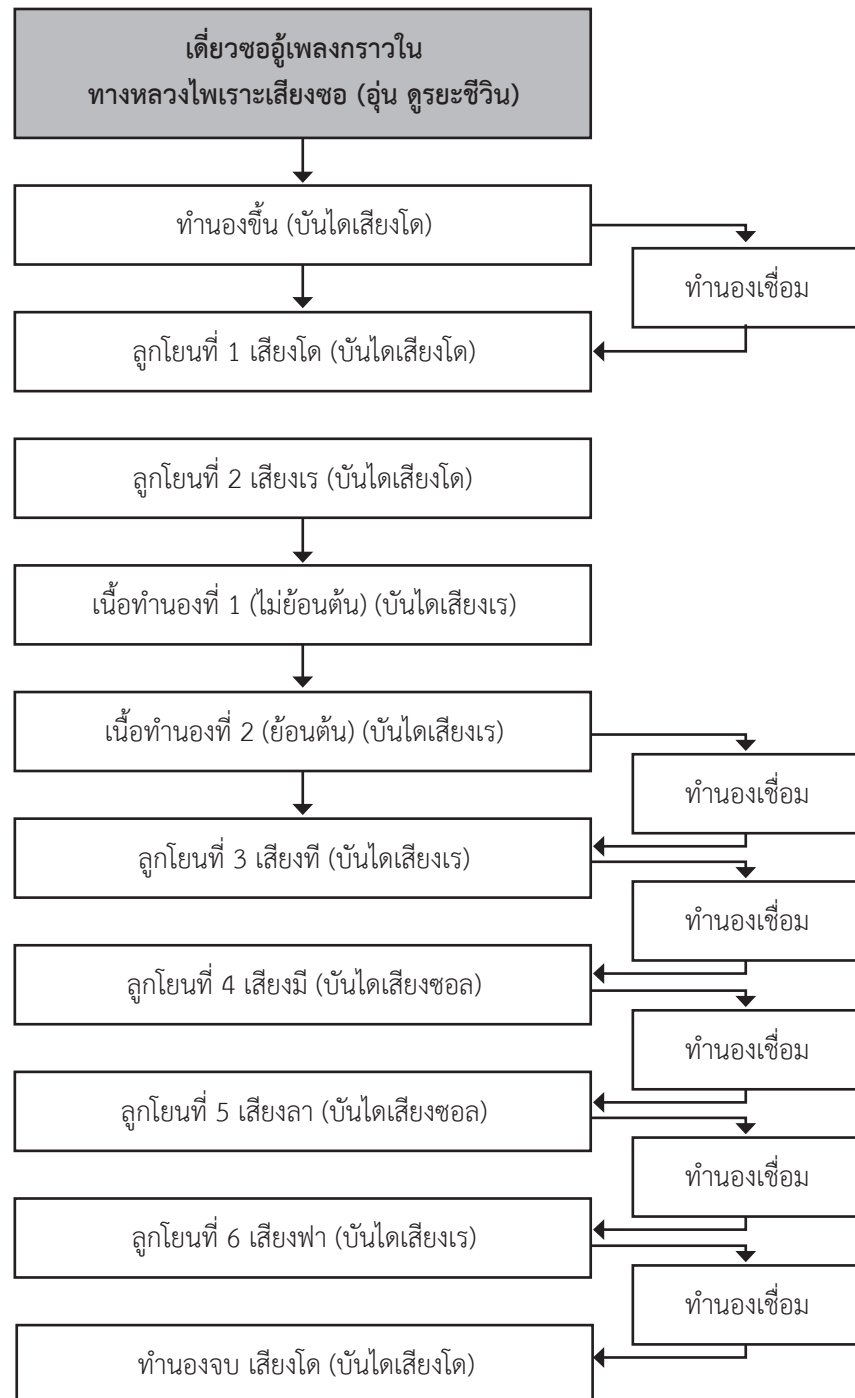 เดี่ยวซออู้เพลงกราวใน
ทางหลวงไพเราะเสียงซอ (อุ่น ดูรยะชีวิน)
ทำนองขึ้น (บันไดเสียงโด)
ทำนองเชื่อม
ลูกโยนที่ 1 เสียงโด (บันไดเสียงโด)
ลูกโยนที่ 2 เสียงเร (บันไดเสียงโด)
เนื้อทำนองที่ 1 (ไม่ย้อนต้น) (บันไดเสียงเร)
เนื้อทำนองที่ 2 (ย้อนต้น) (บันไดเสียงเร)
ทำนองเชื่อม
ลูกโยนที่ 3 เสียงที (บันไดเสียงเร)
ทำนองเชื่อม
ลูกโยนที่ 4 เสียงมี (บันไดเสียงซอล)
ทำนองเชื่อม
ลูกโยนที่ 5 เสียงลา (บันไดเสียงซอล)
ทำนองเชื่อม
ลูกโยนที่ 6 เสียงฟา (บันไดเสียงเร)
ทำนองเชื่อม
ทำนองจบ เสียงโด (บันไดเสียงโด)